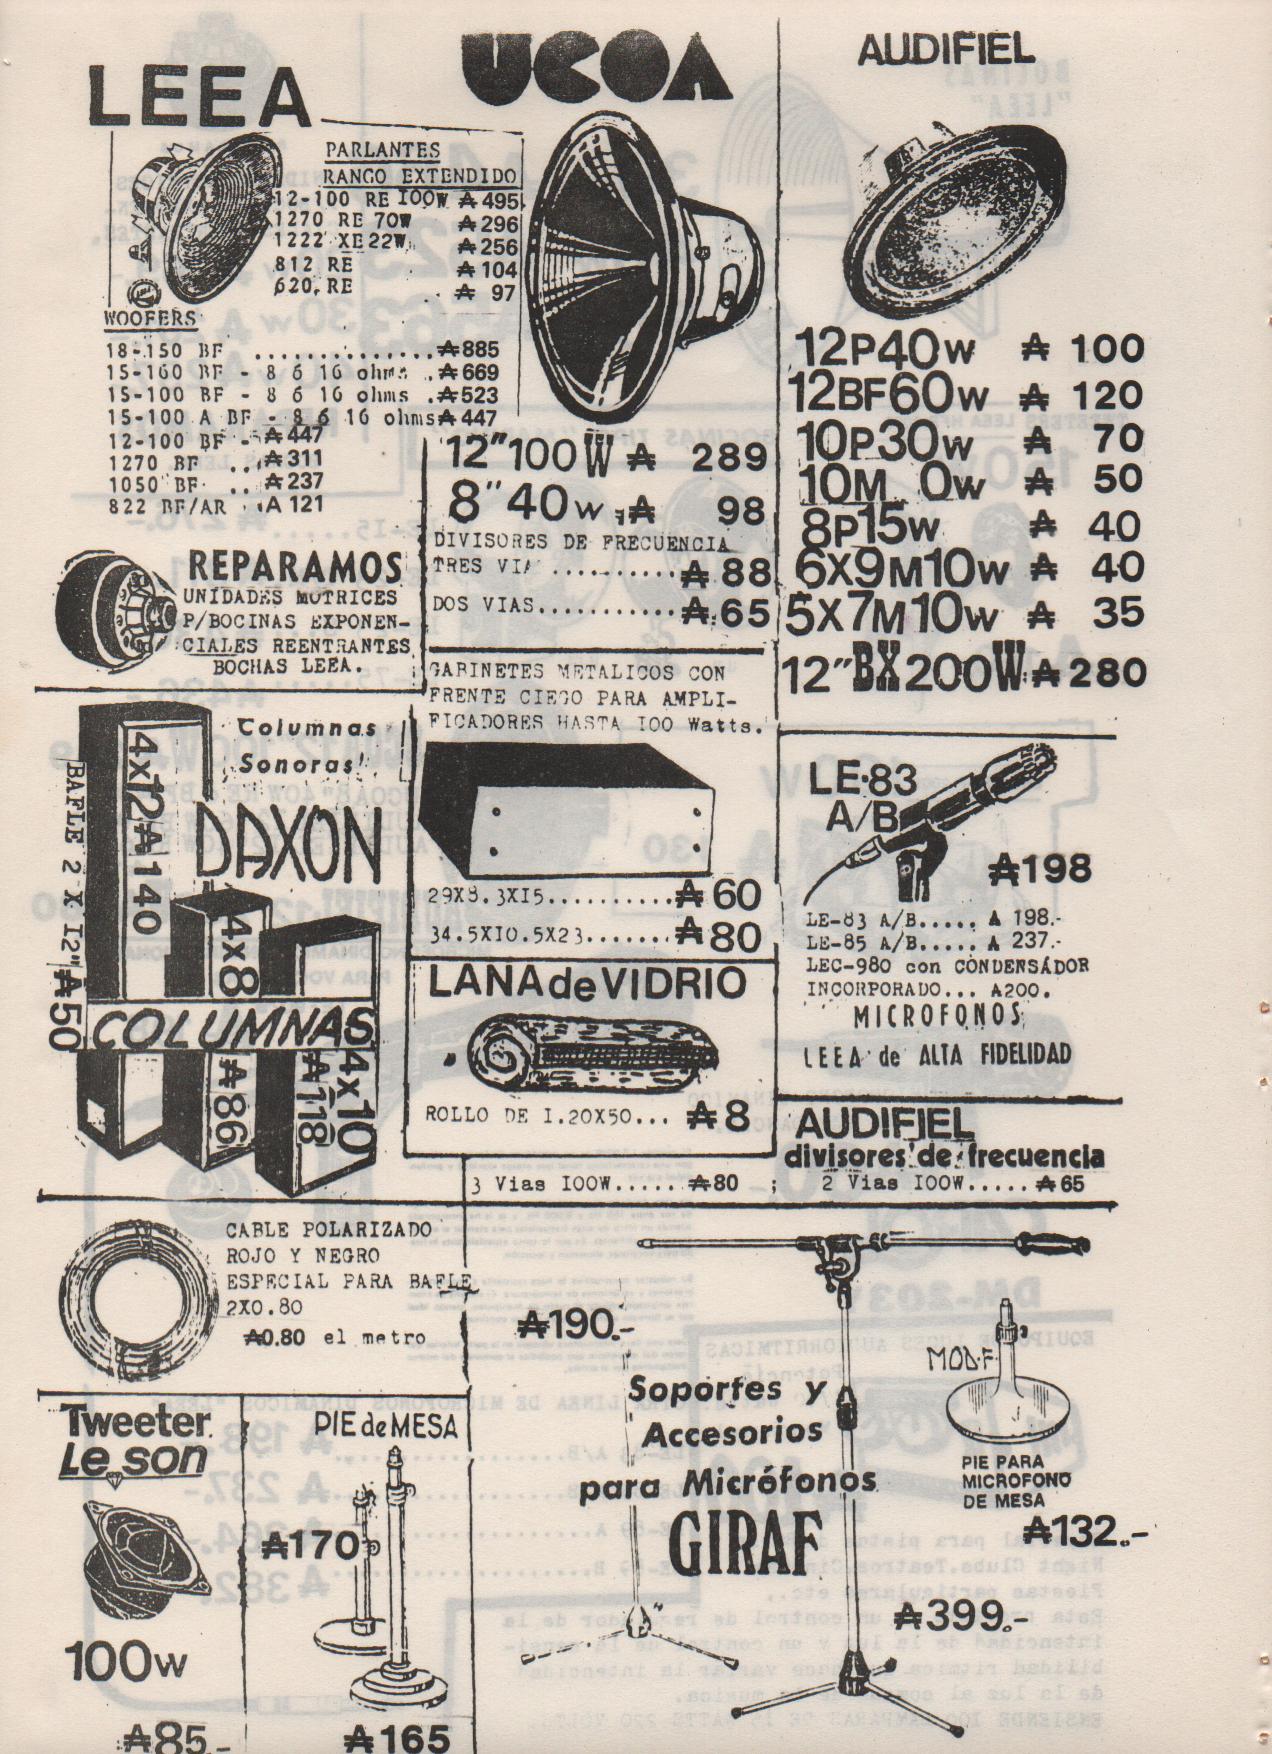 LEEA
PARLANTES
RANGO EXTENDIDO
12-100 RE 100W ₳ 495
1270 RE 70W ₳ 296
1222 XE 22W ₳ 256
812 RE ₳ 104
620 RE .. ₳ 97
WOOFERS
18-150 BF ..............₳885
15-160 BF - 8 ó 16 ohms .₳669
15-100 BF - 8 ó 16 ohms .₳523
15-100 A BF - 8 6 16 ohms₳447
12-100 BF -₳447
1270 BF ...₳311
1050 BF ...₳237
822 BF/AR ₳ 121
REPARAMOS
UNIDADES MOTRICES
P/BOCINAS EXPONEN-
CIALES REENTRANTES
BOCHAS LEEA.
UCOA
12"100W ₳ 289
8"40w ₳ 98
DIVISORES DE FRECUENCIA
TRES VIA ..........₳ 88
DOS VIAS..........₳ 65
AUDIFIEL
12P40w ₳ 100
12BF60w ₳ 120
10P30w ₳ 70
10M 0w ₳ 50
8P15w ₳ 40
6X9M10w ₳ 40
5X7M10w ₳ 35
12"BX200W ₳ 280
Columnas
Sonoras
DAXON
4x12₳140
BAFLE 2 X 12" ₳50
4x8
COLUMNAS
₳86
₳118
4x10
GABINETES METALICOS CON
FRENTE CIEGO PARA AMPLI-
FICADORES HASTA I00 Watts.
29X8.3XI5..........₳ 60
34.5XI0.5X23.......₳80
LANA de VIDRIO
ROLLO DE I.20X50... ₳ 8
LE·83
A/B
₳198
LE-83 A/B..... ₳ 198.-
LE-85 A/B..... ₳ 237.-
LEC-980 con CONDENSADOR
INCORPORADO... A200.
MICROFONOS
LEEA de ALTA FIDELIDAD
AUDIFIEL
divisores de frecuencia
3 Vias I00W..... ₳80 ; 2 Vias I00W..... ₳65
CABLE POLARIZADO
ROJO Y NEGRO
ESPECIAL PARA BAFLE
2X0.80
₳0.80 el metro
Tweeter
Le son
100w
₳85.-
PIE de MESA
₳170
₳165
₳190.-
Soportes y
Accesorios
para Micrófonos
GIRAF
₳399.-
MOD·F
PIE PARA
MICROFONO
DE MESA
₳132.-